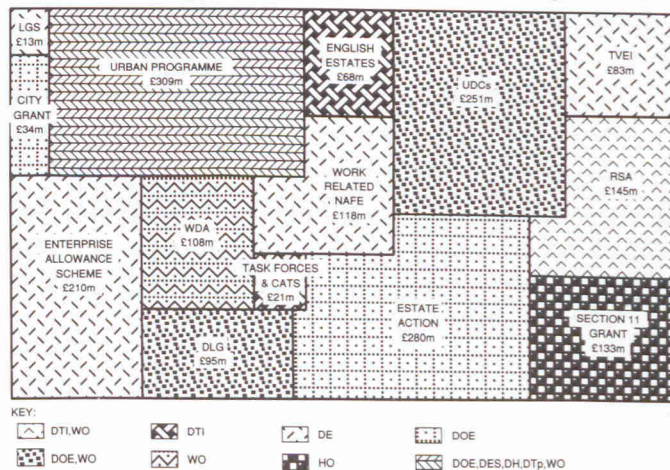 LGS
£13m
URBAN PROGRAMME
£309m
ENGLISH
ESTATES
£68m
UDCs
£251m
TVEI
£83m
CITY
GRANT
£34m
WORK
RELATED
NAFE
£118m
RSA
£145m
ENTERPRISE
ALLOWANCE
SCHEME
£210m
WDA
£108m
TASK FORCES
& CATS
£21m
ESTATE
ACTION
£280m
SECTION 11
GRANT
£133m
DLG
£95m
KEY:
DTI,WO
DTI
DE
DOE
DOE,WO
WO
HO
DOE,DES,DH,DTp,WO